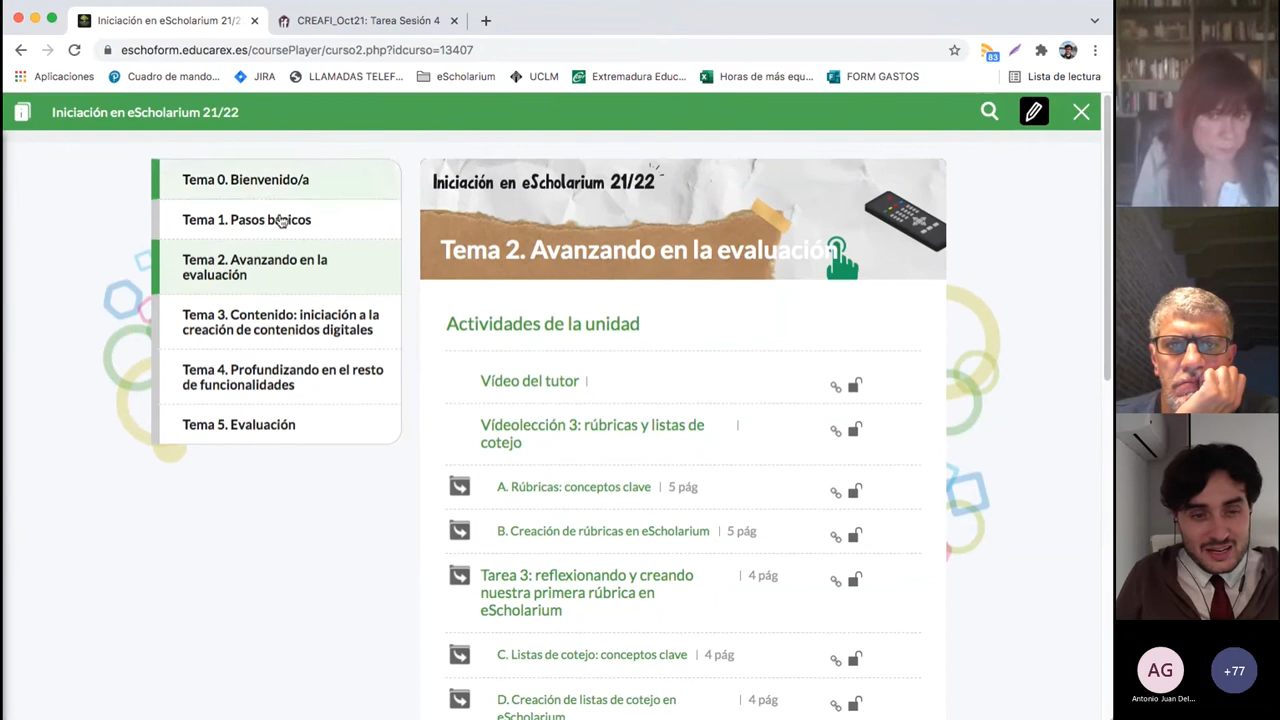 Iniciación en eScholarium 21/2
CREAFI_Oct21: Tarea Sesión 4
eschoform.educarex.es/coursePlayer/curso2.php?idcurso=13407
83
Aplicaciones
Cuadro de mando...
JIRA
LLAMADAS TELEF...
eScholarium
UCLM
Extremadura Educ...
Horas de más equ...
FORM GASTOS
Lista de lectura
Iniciación en eScholarium 21/22
Tema 0. Bienvenido/a
Tema 1. Pasos básicos
Tema 2. Avanzando en la
evaluación
Tema 3. Contenido: iniciación a la
creación de contenidos digitales
Tema 4. Profundizando en el resto
de funcionalidades
Tema 5. Evaluación
Iniciación en eScholarium 21/22
Tema 2. Avanzando en la evaluación
Actividades de la unidad
Vídeo del tutor |
Vídeolección 3: rúbricas y listas de |
cotejo
A. Rúbricas: conceptos clave | 5 pág
B. Creación de rúbricas en eScholarium | 5 pág
Tarea 3: reflexionando y creando | 4 pág
nuestra primera rúbrica en
eScholarium
C. Listas de cotejo: conceptos clave | 4 pág
D. Creación de listas de cotejo en | 4 pág
eScholarium
AG
Antonio Juan Del...
+77